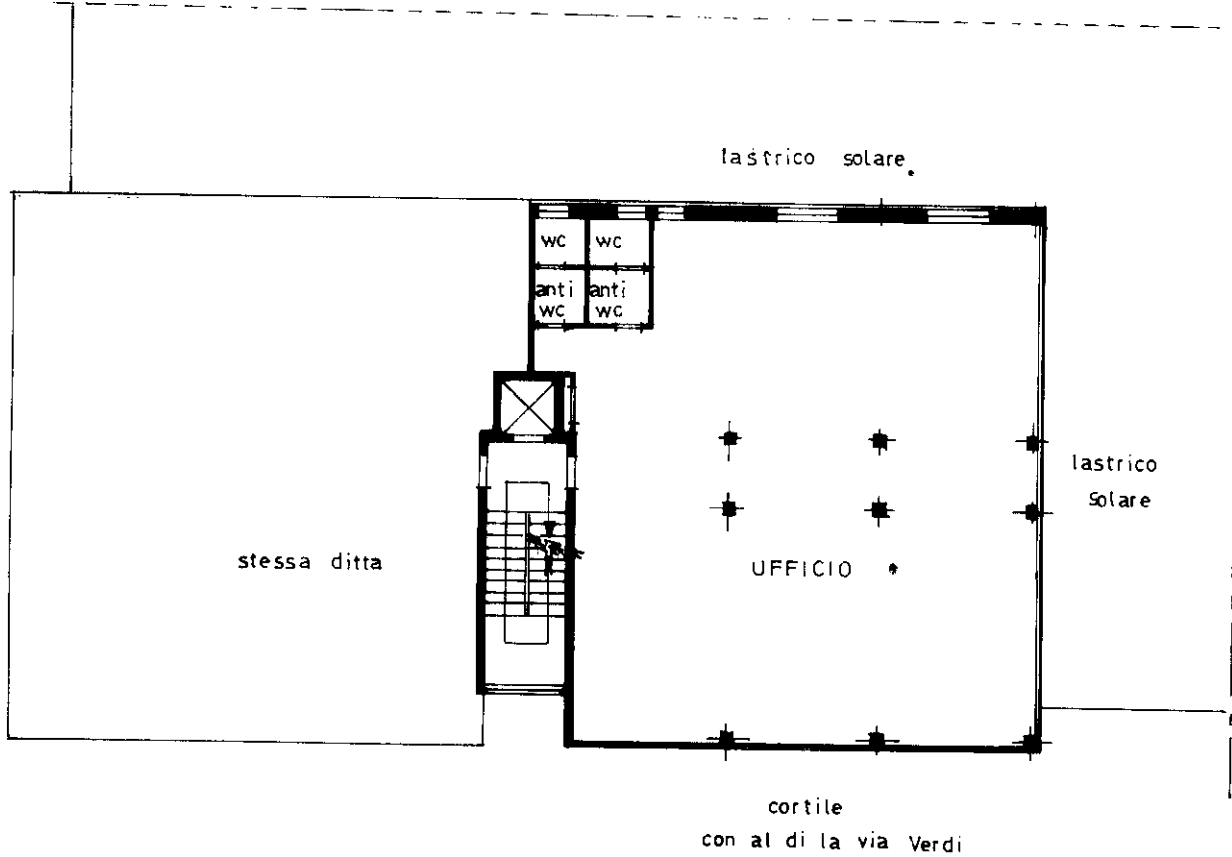 lastrico solare.
wc wc
anti anti
wc wc
lastrico
Solare
stessa ditta
UFFICIO
cortile
con al di la via Verdi